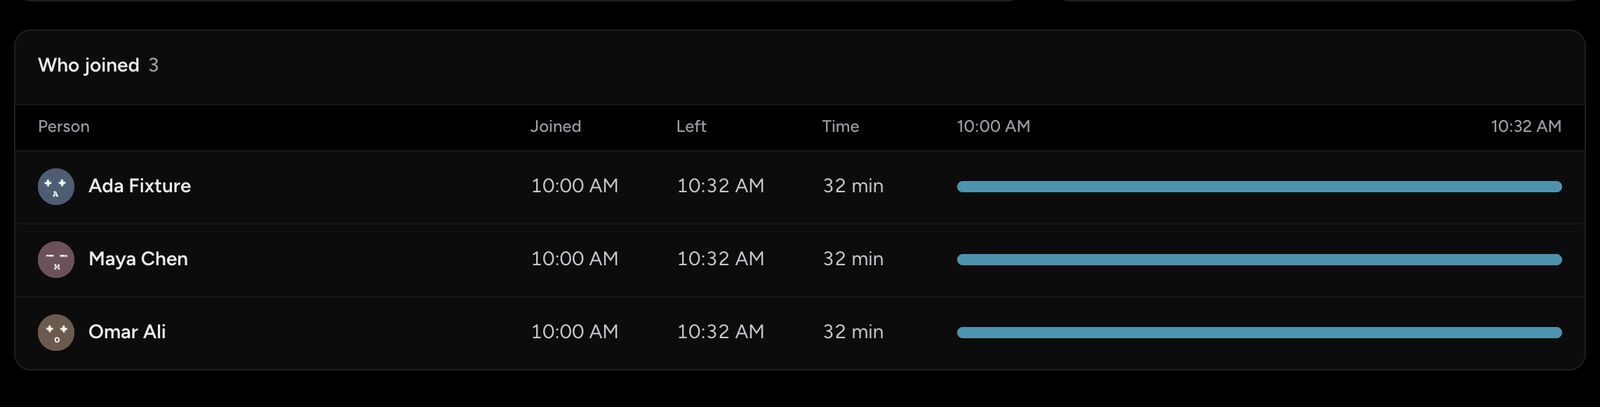 Who joined 3
Person Joined Left Time 10:00 AM 10:32 AM
A Ada Fixture 10:00 AM 10:32 AM 32 min
M Maya Chen 10:00 AM 10:32 AM 32 min
O Omar Ali 10:00 AM 10:32 AM 32 min